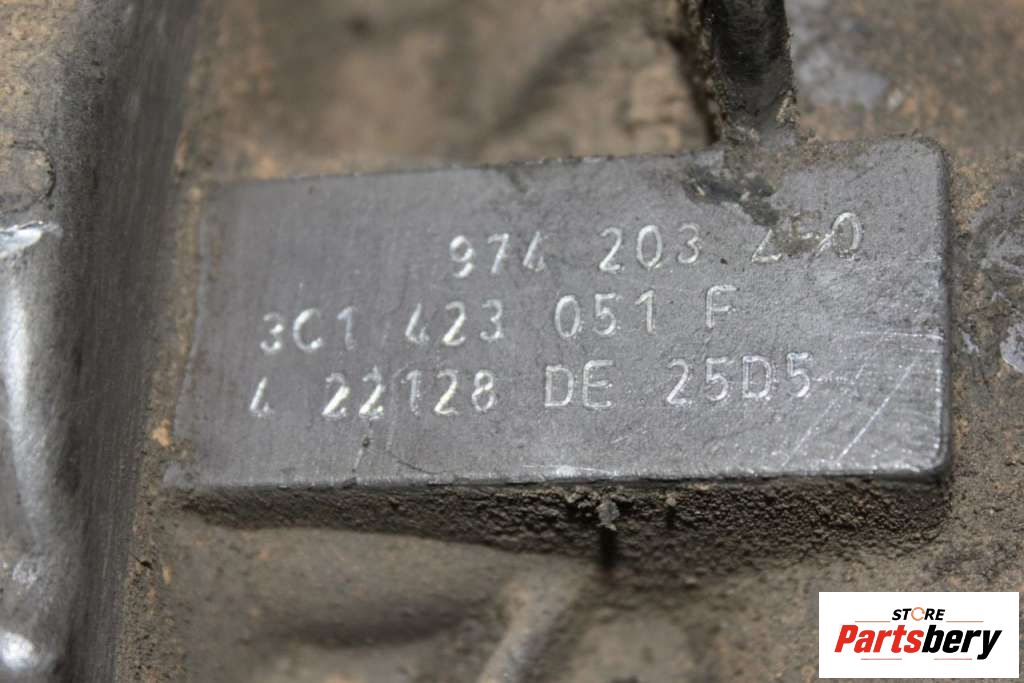 974 203
3C1 423 051 F
4 22128 DE 25D5
STORE
Partsbery